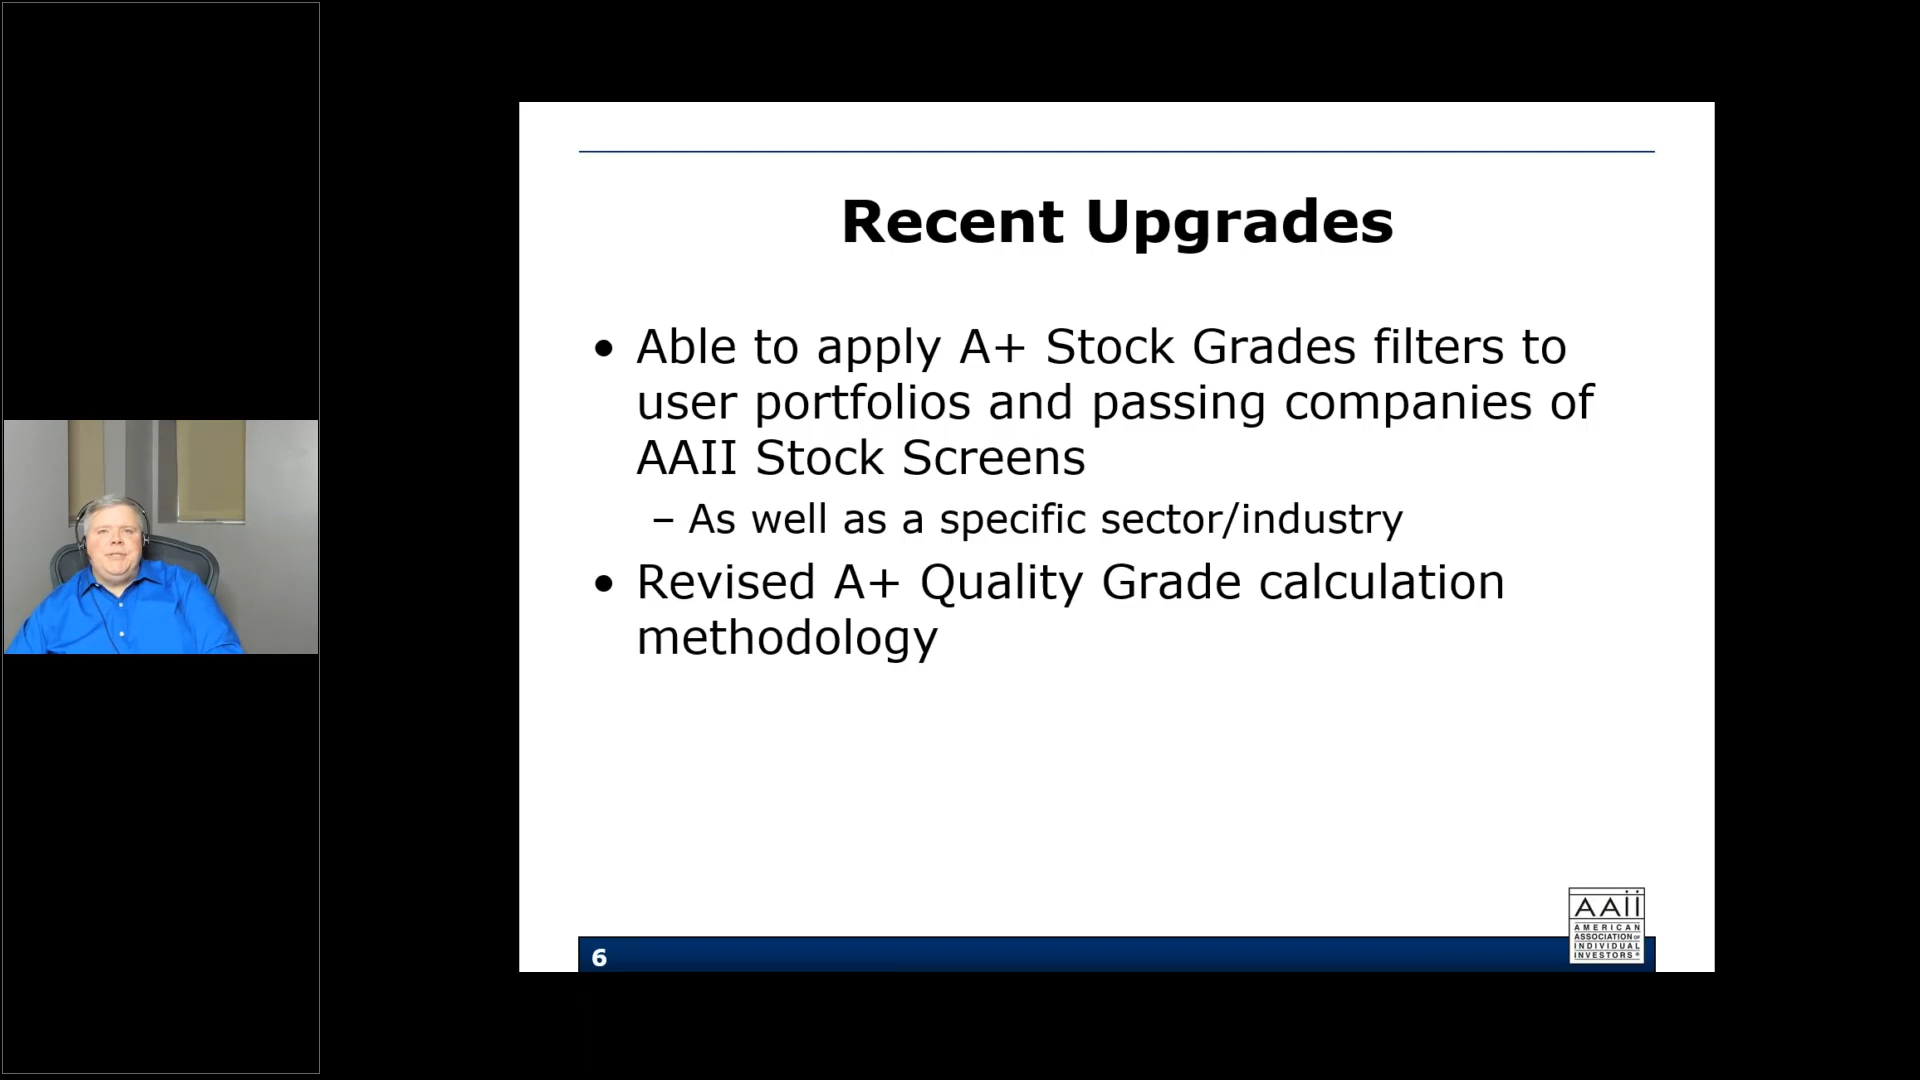 Recent Upgrades
• Able to apply A+ Stock Grades filters to
user portfolios and passing companies of
AAII Stock Screens
– As well as a specific sector/industry
• Revised A+ Quality Grade calculation
methodology
6
AAii
AMERICAN
ASSOCIATION OF
INDIVIDUAL
INVESTORS®